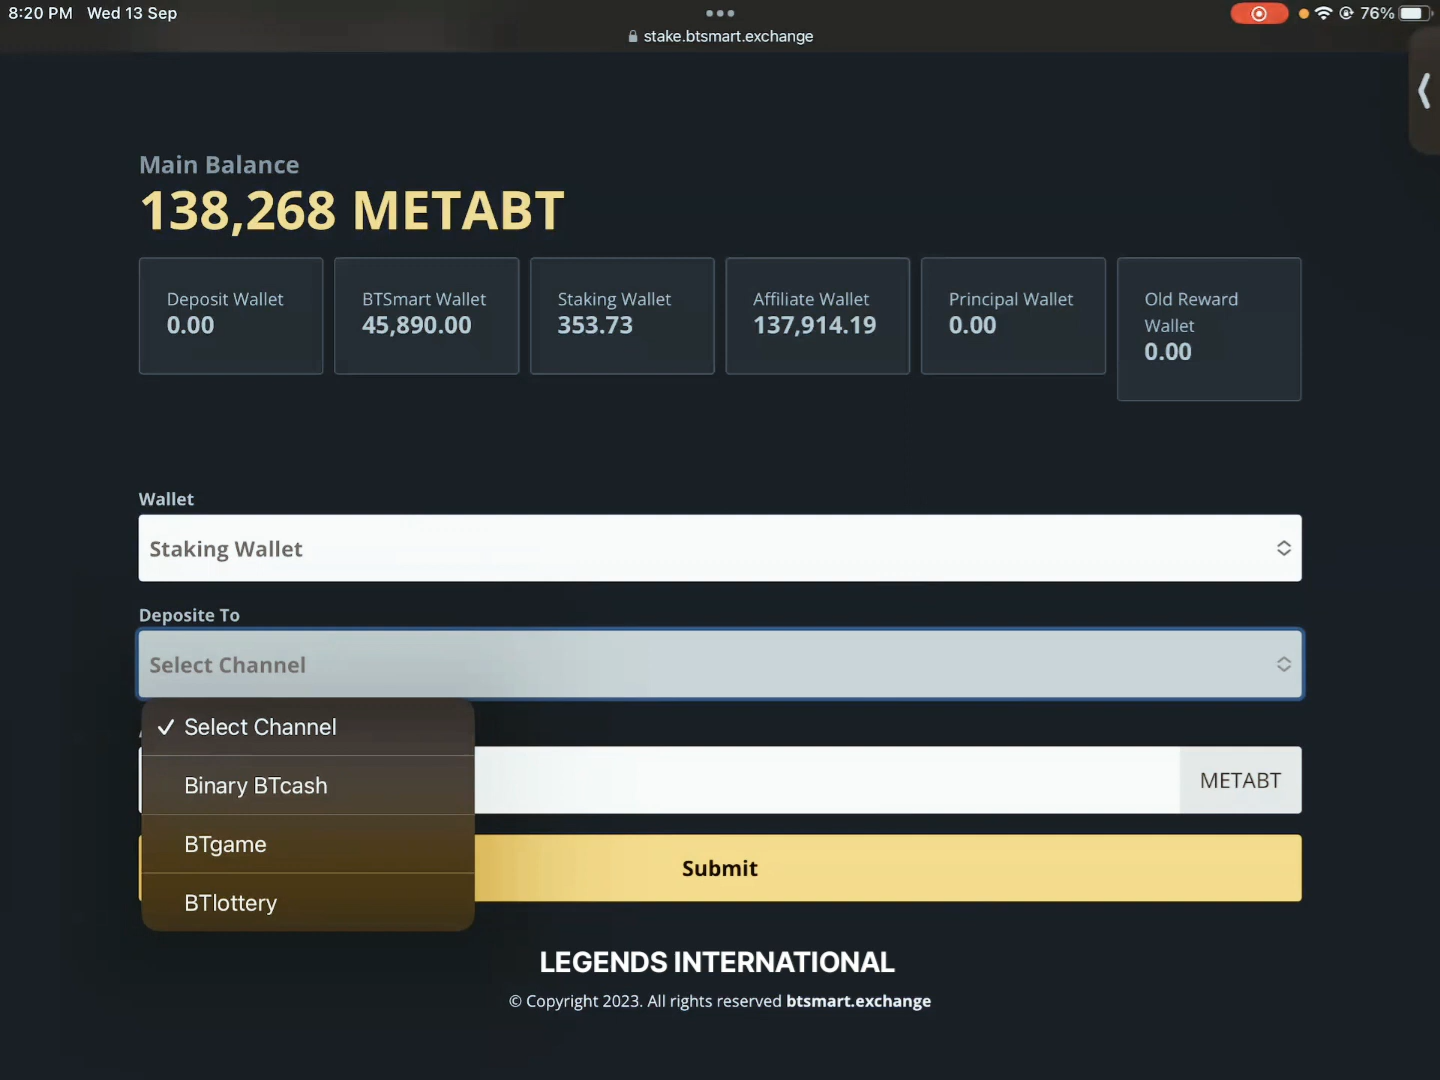 8:20 PM Wed 13 Sep
76%
stake.btsmart.exchange
Main Balance
138,268 METABT
Deposit Wallet
0.00
BTSmart Wallet
45,890.00
Staking Wallet
353.73
Affiliate Wallet
137,914.19
Principal Wallet
0.00
Old Reward
Wallet
0.00
Wallet
Staking Wallet
Deposite To
Select Channel
Select Channel
Binary BTcash
BTgame
BTlottery
METABT
Submit
LEGENDS INTERNATIONAL
© Copyright 2023. All rights reserved btsmart.exchange